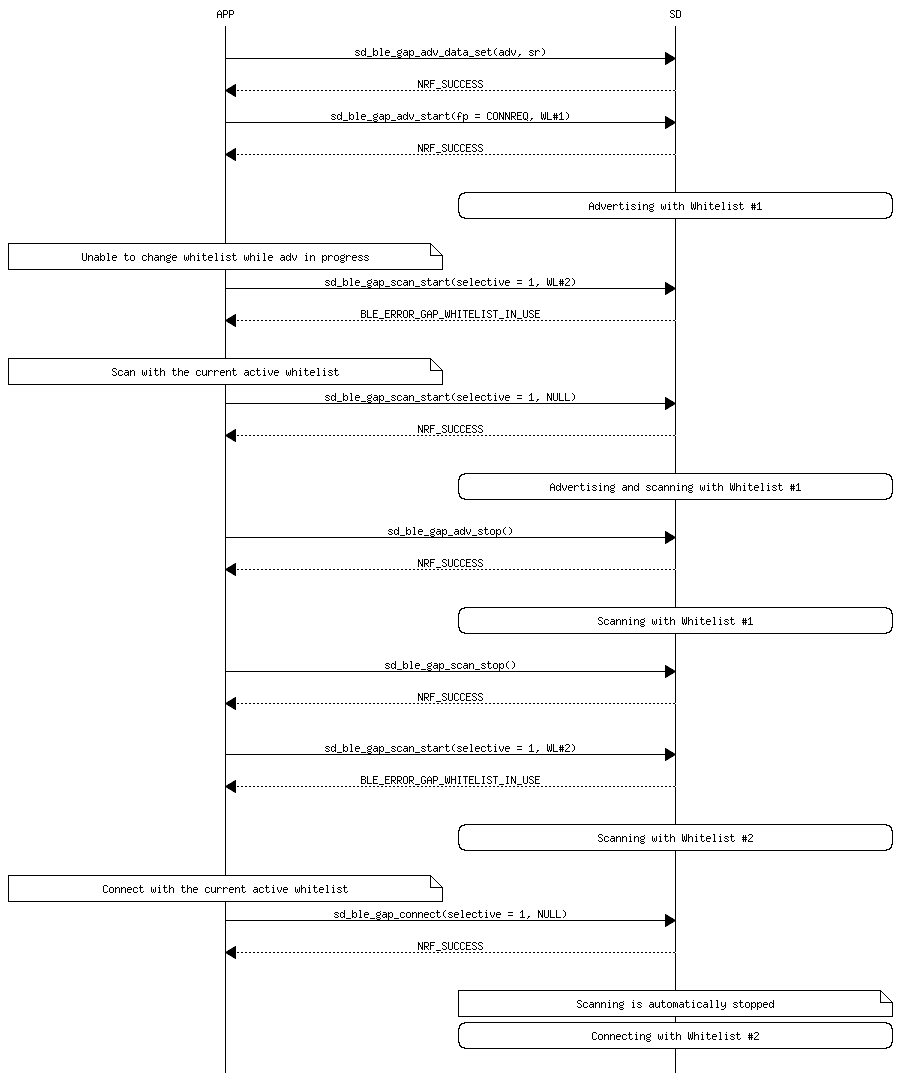 APP SD
sd_ble_gap_adv_data_set(adv, sr)
NRF_SUCCESS
sd_ble_gap_adv_start(fp = CONNREQ, WL#1)
NRF_SUCCESS
Advertising with Whitelist #1
Unable to change whitelist while adv in progress
sd_ble_gap_scan_start(selective = 1, WL#2)
BLE_ERROR_GAP_WHITELIST_IN_USE
Scan with the current active whitelist
sd_ble_gap_scan_start(selective = 1, NULL)
NRF_SUCCESS
Advertising and scanning with Whitelist #1
sd_ble_gap_adv_stop()
NRF_SUCCESS
Scanning with Whitelist #1
sd_ble_gap_scan_stop()
NRF_SUCCESS
sd_ble_gap_scan_start(selective = 1, WL#2)
BLE_ERROR_GAP_WHITELIST_IN_USE
Scanning with Whitelist #2
Connect with the current active whitelist
sd_ble_gap_connect(selective = 1, NULL)
NRF_SUCCESS
Scanning is automatically stopped
Connecting with Whitelist #2